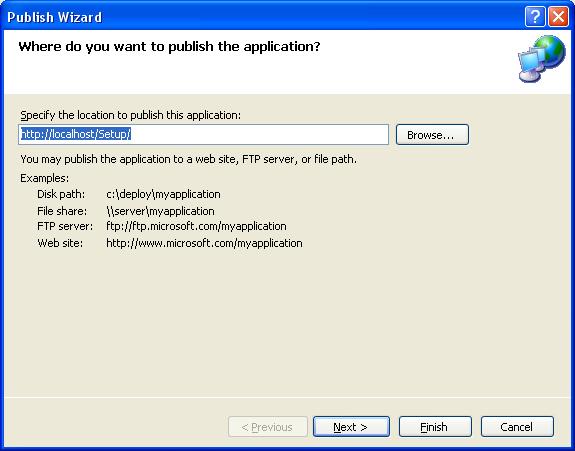 Publish Wizard
Where do you want to publish the application?
Specify the location to publish this application:
http://localhost/Setup/
Browse...
You may publish the application to a web site, FTP server, or file path.
Examples:
Disk path: c:\deploy\myapplication
File share: \\server\myapplication
FTP server: ftp://ftp.microsoft.com/myapplication
Web site: http://www.microsoft.com/myapplication
< Previous Next > Finish Cancel